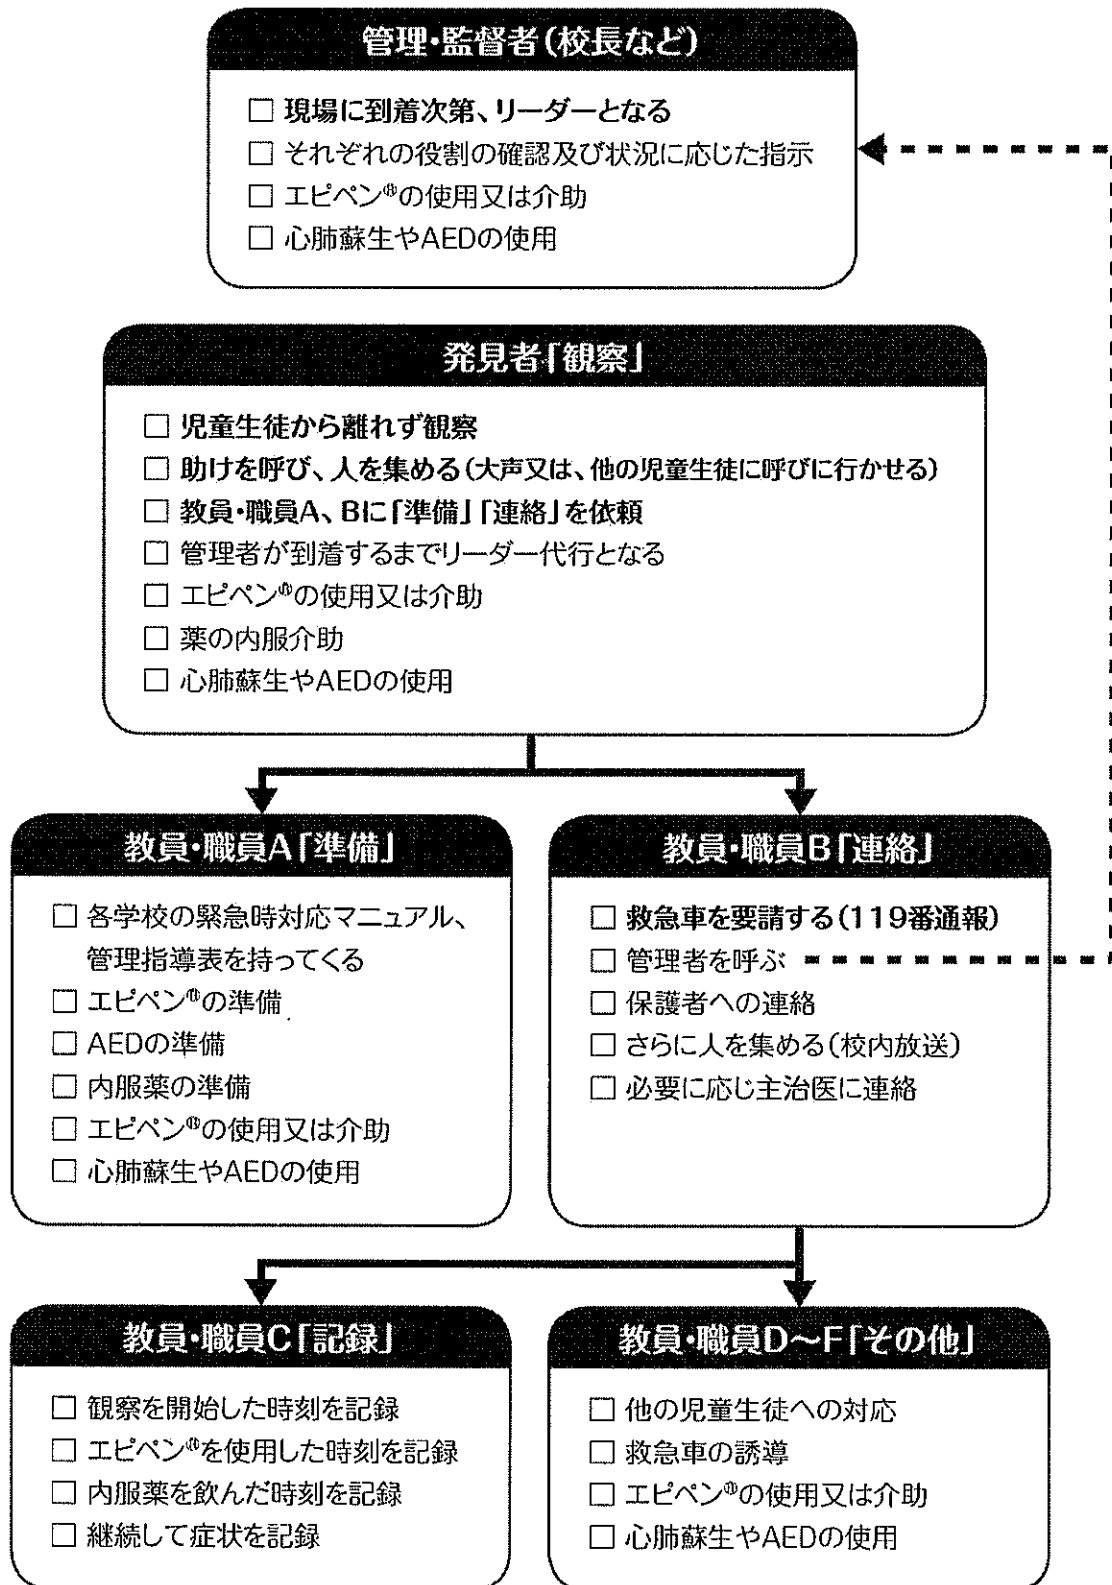 管理・監督者(校長など)
□ 現場に到着次第、リーダーとなる
□ それぞれの役割の確認及び状況に応じた指示
□ エピペン®の使用又は介助
□ 心肺蘇生やAEDの使用
発見者「観察」
□ 児童生徒から離れず観察
□ 助けを呼び、人を集める(大声又は、他の児童生徒に呼びに行かせる)
□ 教員・職員A、Bに「準備」「連絡」を依頼
□ 管理者が到着するまでリーダー代行となる
□ エピペン®の使用又は介助
□ 薬の内服介助
□ 心肺蘇生やAEDの使用
教員・職員A「準備」
□ 各学校の緊急時対応マニュアル、
管理指導表を持ってくる
□ エピペン®の準備
□ AEDの準備
□ 内服薬の準備
□ エピペン®の使用又は介助
□ 心肺蘇生やAEDの使用
教員・職員B「連絡」
□ 救急車を要請する(119番通報)
□ 管理者を呼ぶ
□ 保護者への連絡
□ さらに人を集める(校内放送)
□ 必要に応じ主治医に連絡
教員・職員C「記録」
□ 観察を開始した時刻を記録
□ エピペン®を使用した時刻を記録
□ 内服薬を飲んだ時刻を記録
□ 継続して症状を記録
教員・職員D〜F「その他」
□ 他の児童生徒への対応
□ 救急車の誘導
□ エピペン®の使用又は介助
□ 心肺蘇生やAEDの使用